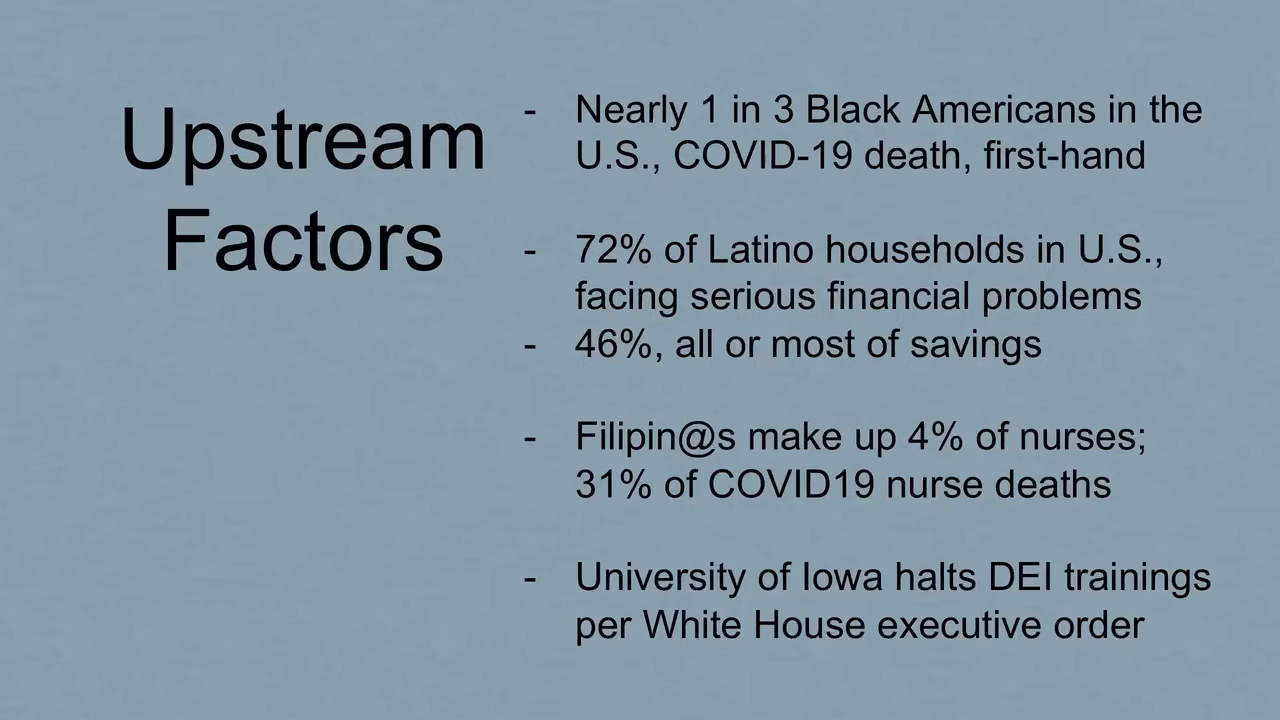 Upstream
Factors
- Nearly 1 in 3 Black Americans in the
U.S., COVID-19 death, first-hand
- 72% of Latino households in U.S.,
facing serious financial problems
- 46%, all or most of savings
- Filipin@s make up 4% of nurses;
31% of COVID19 nurse deaths
- University of Iowa halts DEI trainings
per White House executive order